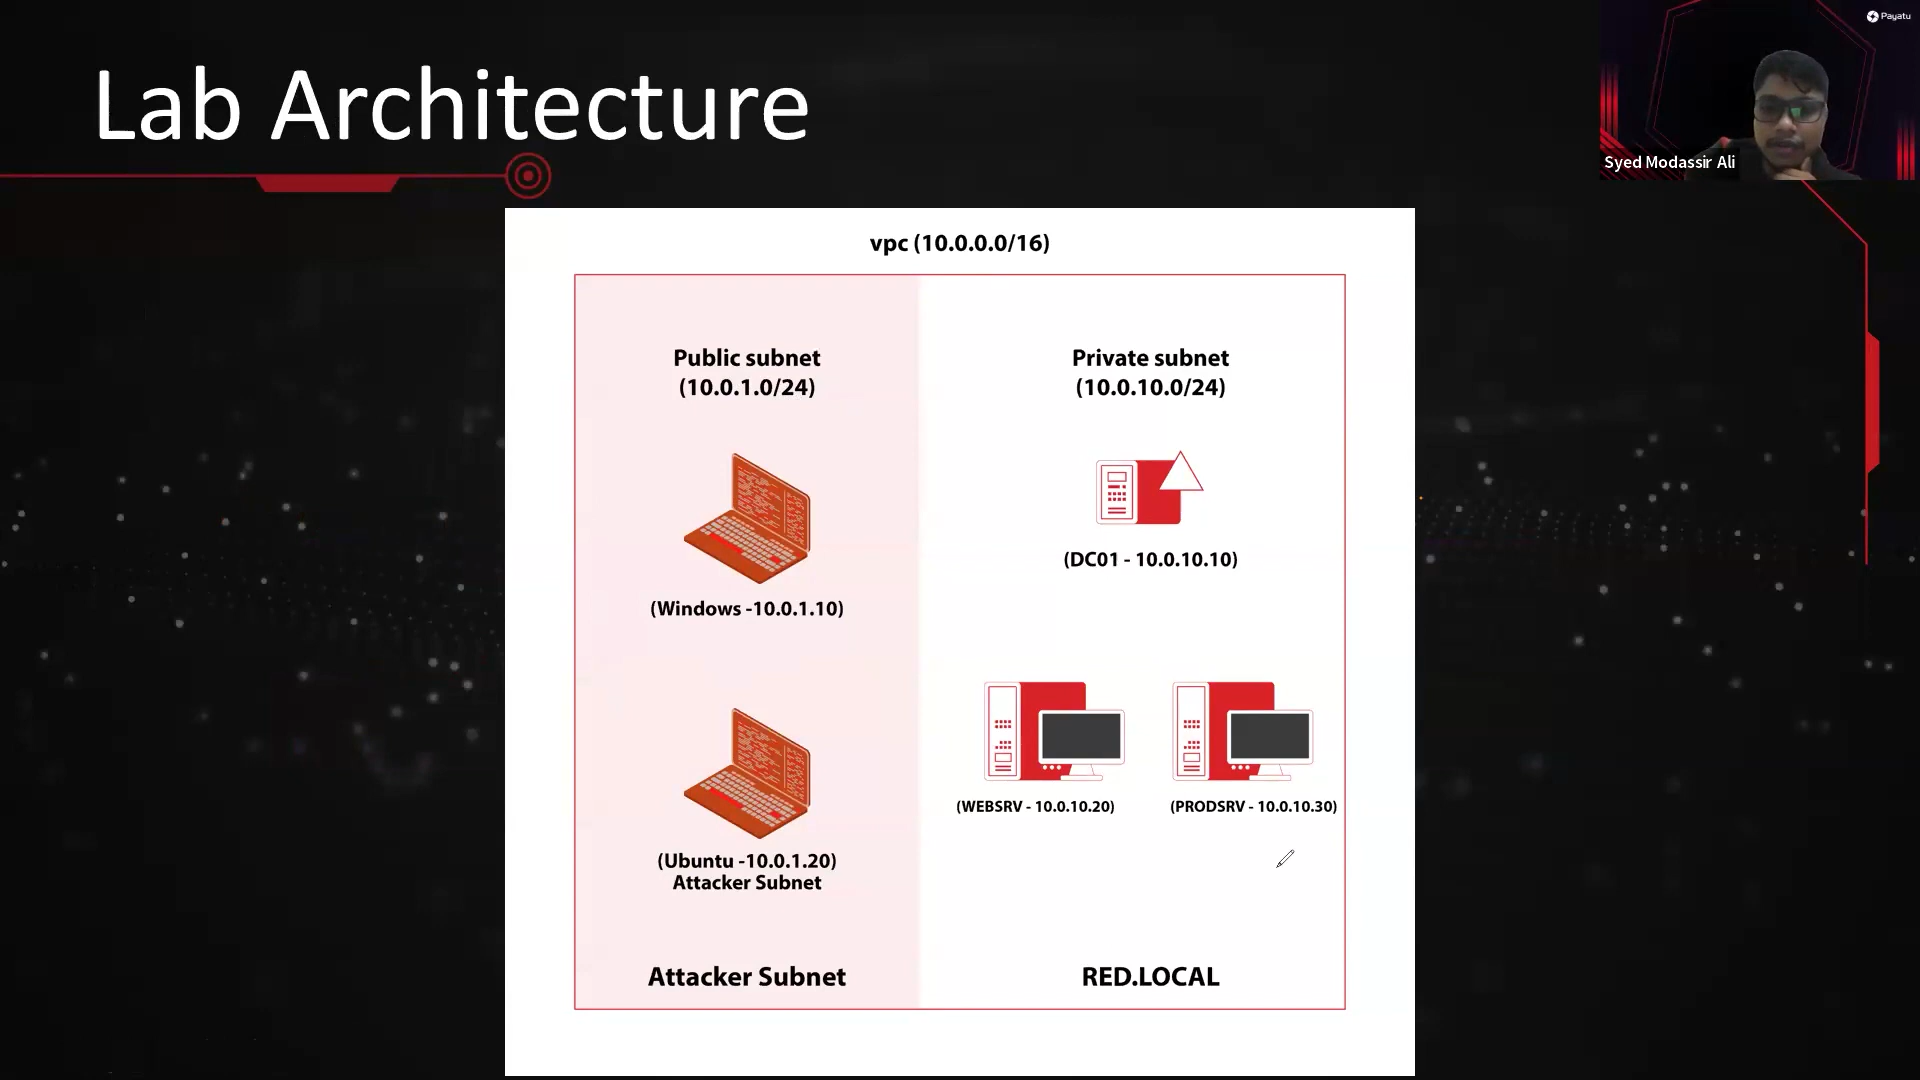 Payatu
Lab Architecture
Syed Modassir Ali
vpc (10.0.0.0/16)
Public subnet
(10.0.1.0/24)
Private subnet
(10.0.10.0/24)
(DC01 - 10.0.10.10)
(Windows -10.0.1.10)
(WEBSRV - 10.0.10.20)
(PRODSRV - 10.0.10.30)
(Ubuntu -10.0.1.20)
Attacker Subnet
Attacker Subnet
RED.LOCAL